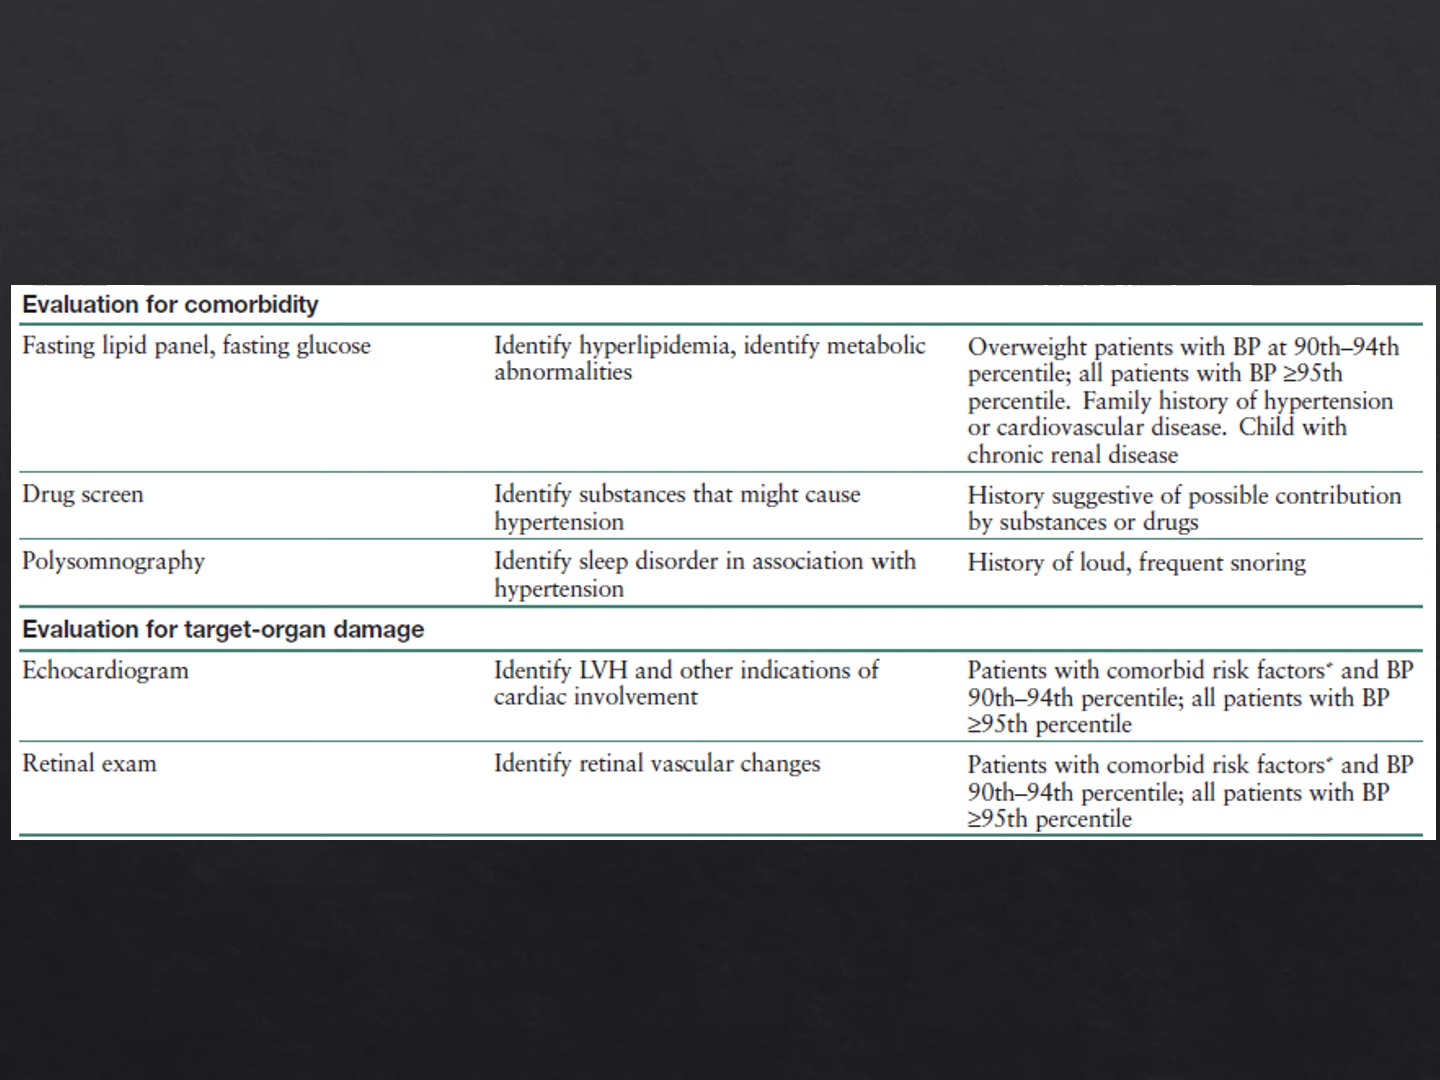 Evaluation for comorbidity
Fasting lipid panel, fasting glucose
Identify hyperlipidemia, identify metabolic
abnormalities
Overweight patients with BP at 90th–94th
percentile; all patients with BP ≥95th
percentile. Family history of hypertension
or cardiovascular disease. Child with
chronic renal disease
Drug screen
Identify substances that might cause
hypertension
History suggestive of possible contribution
by substances or drugs
Polysomnography
Identify sleep disorder in association with
hypertension
History of loud, frequent snoring
Evaluation for target-organ damage
Echocardiogram
Identify LVH and other indications of
cardiac involvement
Patients with comorbid risk factors* and BP
90th–94th percentile; all patients with BP
≥95th percentile
Retinal exam
Identify retinal vascular changes
Patients with comorbid risk factors* and BP
90th–94th percentile; all patients with BP
≥95th percentile